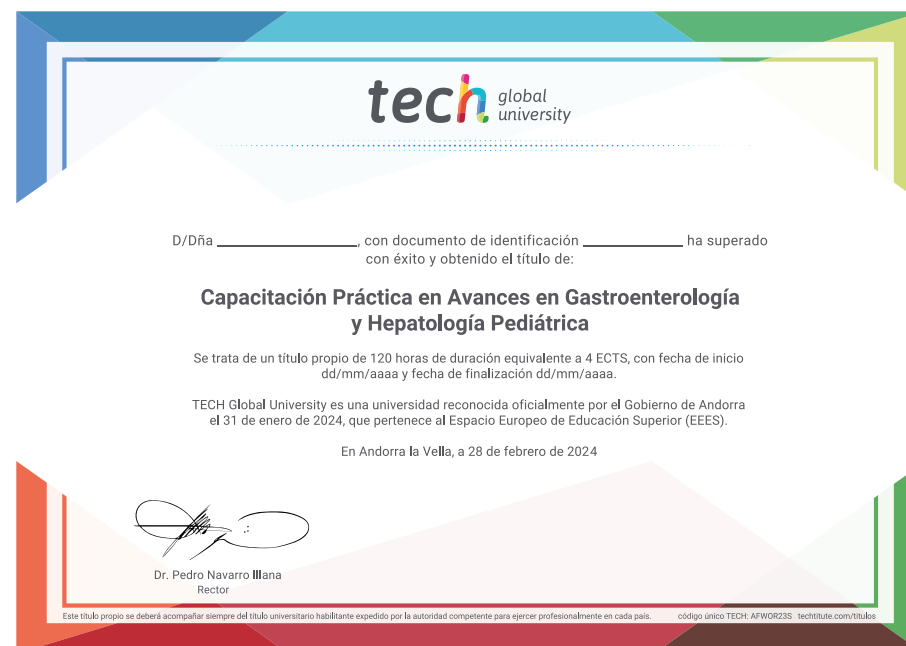 tech global university
D/Dña ____________, con documento de identificación ____________ ha superado
con éxito y obtenido el título de:
Capacitación Práctica en Avances en Gastroenterología
y Hepatología Pediátrica
Se trata de un título propio de 120 horas de duración equivalente a 4 ECTS, con fecha de inicio
dd/mm/aaaa y fecha de finalización dd/mm/aaaa.
TECH Global University es una universidad reconocida oficialmente por el Gobierno de Andorra
el 31 de enero de 2024, que pertenece al Espacio Europeo de Educación Superior (EEES).
En Andorra la Vella, a 28 de febrero de 2024
Dr. Pedro Navarro Illana
Rector
Este título propio se deberá acompañar siempre del título universitario habilitante expedido por la autoridad competente para ejercer profesionalmente en cada país. código único TECH: AFWOR23S techtitute.com/titulos